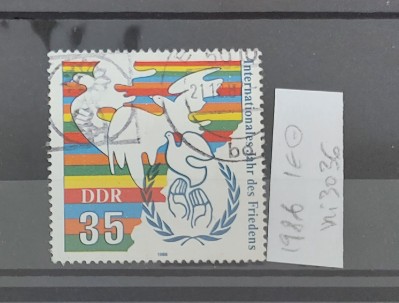 Internationales Jahr des Friedens
DDR
35
1986
1986 1E
Mi 3036